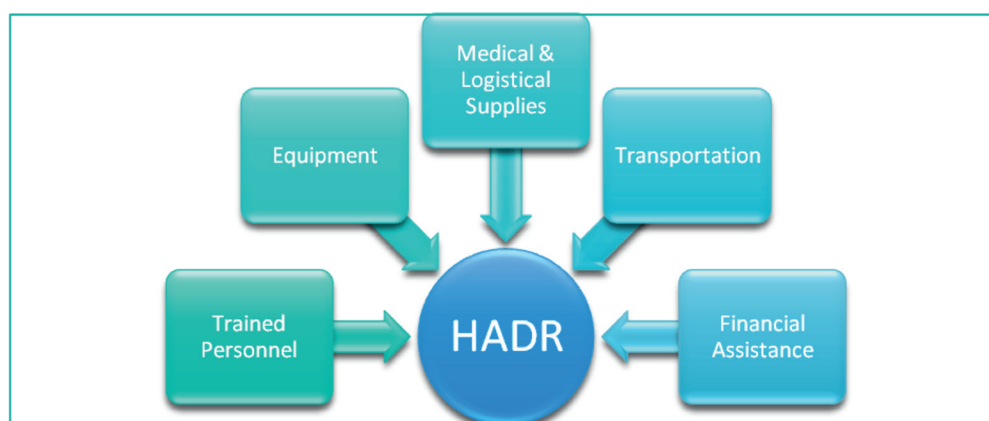 Medical &
Logistical
Supplies
Equipment
Transportation
Trained
Personnel
HADR
Financial
Assistance